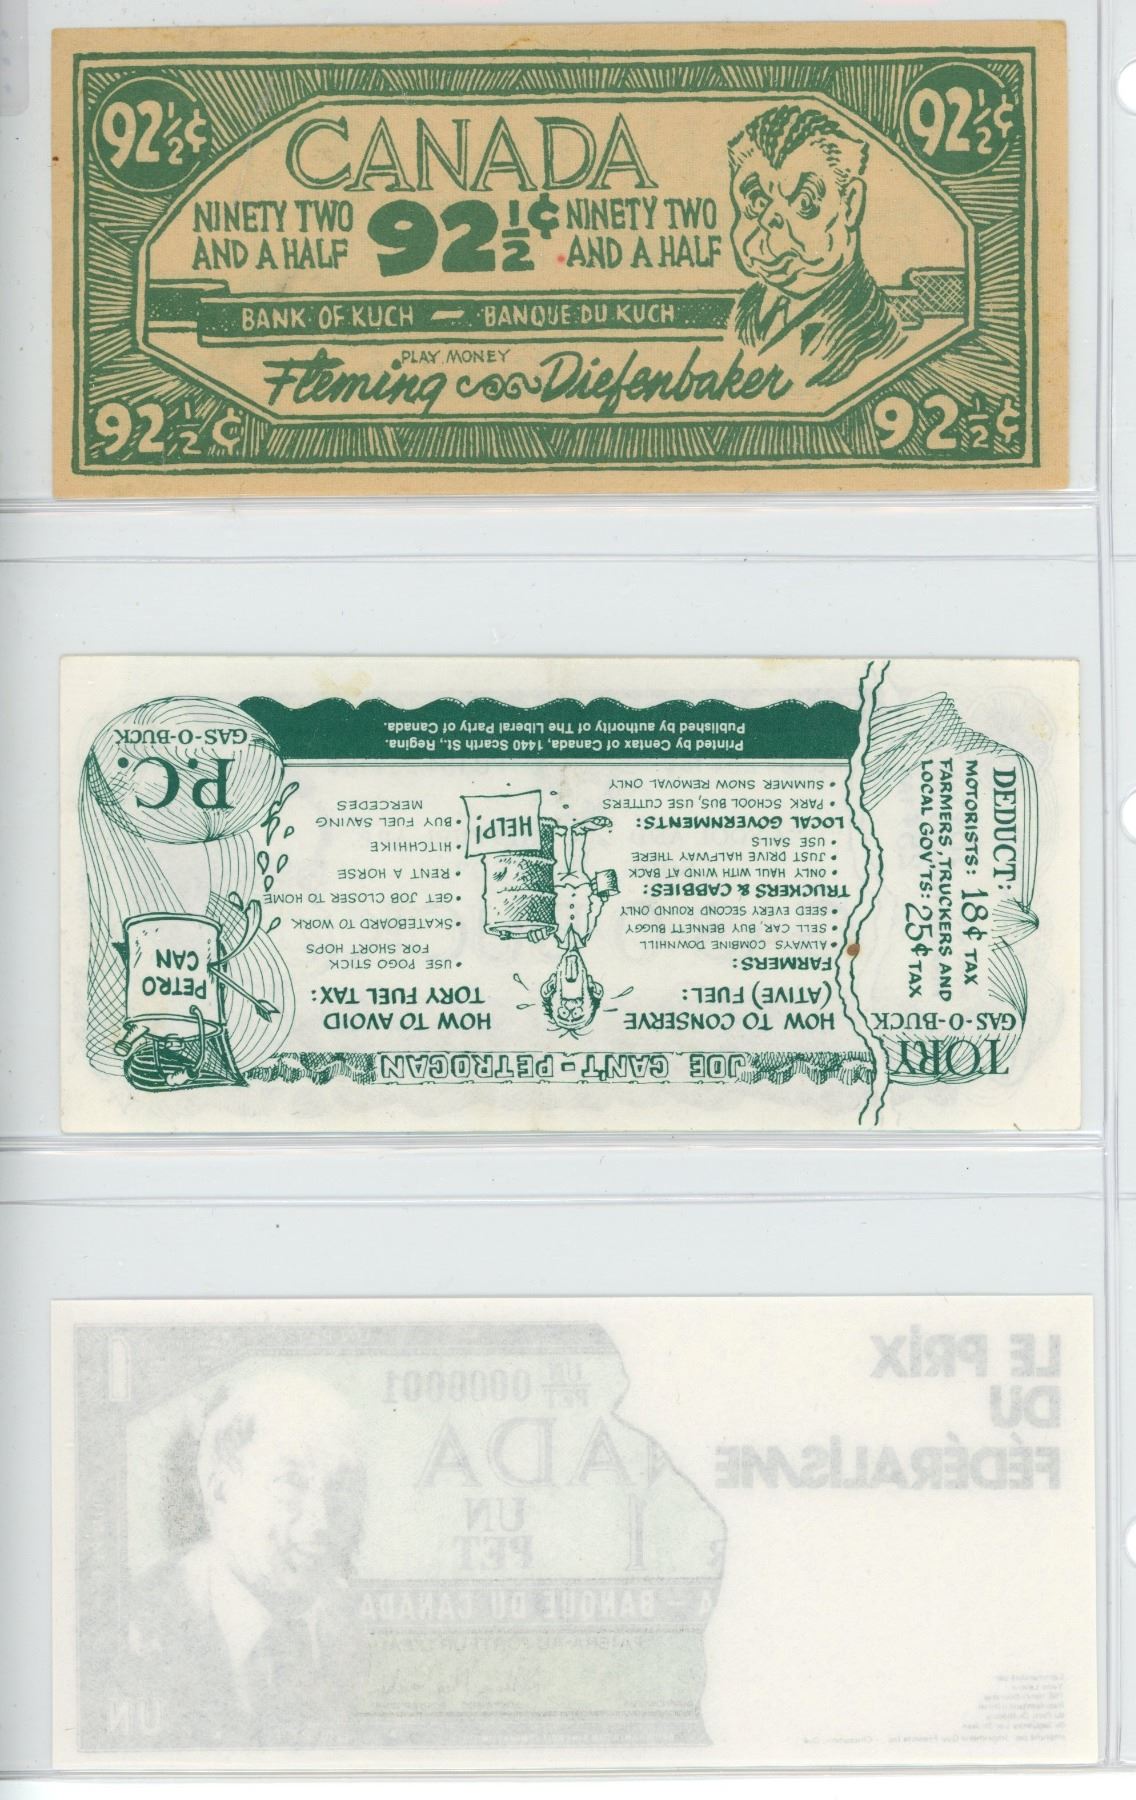 92½¢
92½¢
CANADA
NINETY TWO AND A HALF
92½¢
NINETY TWO AND A HALF
BANK OF KUCH — BANQUE DU KUCH
PLAY MONEY
Fleming Diefenbaker
92½¢
92½¢
TORY
GAS-O-BUCK
DEDUCT:
MOTORISTS: 18¢ TAX
FARMERS, TRUCKERS AND
LOCAL GOV'TS: 25¢ TAX
JOE CAN'T-PETROCAN
HOW TO CONSERVE
(ATIVE) FUEL:
FARMERS:
• ALWAYS COMBINE DOWNHILL
• SELL CAR, BUY BENNETT BUGGY
• SEED EVERY SECOND ROUND ONLY
TRUCKERS & CABBIES:
• ONLY HAUL WITH WIND AT BACK
• JUST DRIVE HALFWAY THERE
• USE SAILS
LOCAL GOVERNMENTS:
• PARK SCHOOL BUS, USE CUTTERS
• SUMMER SNOW REMOVAL ONLY
HELP!
HOW TO AVOID
TORY FUEL TAX:
• USE POGO STICK
FOR SHORT HOPS
• SKATEBOARD TO WORK
• GET JOB CLOSER TO HOME
• RENT A HORSE
• HITCHHIKE
• BUY FUEL SAVING
MERCEDES
PETRO
CAN
P.C.
GAS-O-BUCK
Printed by Centax of Canada, 1440 Scarth St., Regina.
Published by authority of The Liberal Party of Canada.
LE PRIX
DU
FÉDÉRALISME
1
UN
PET
0000001
NADA
UN
PET
1
A – BANQUE DU CANADA
UN